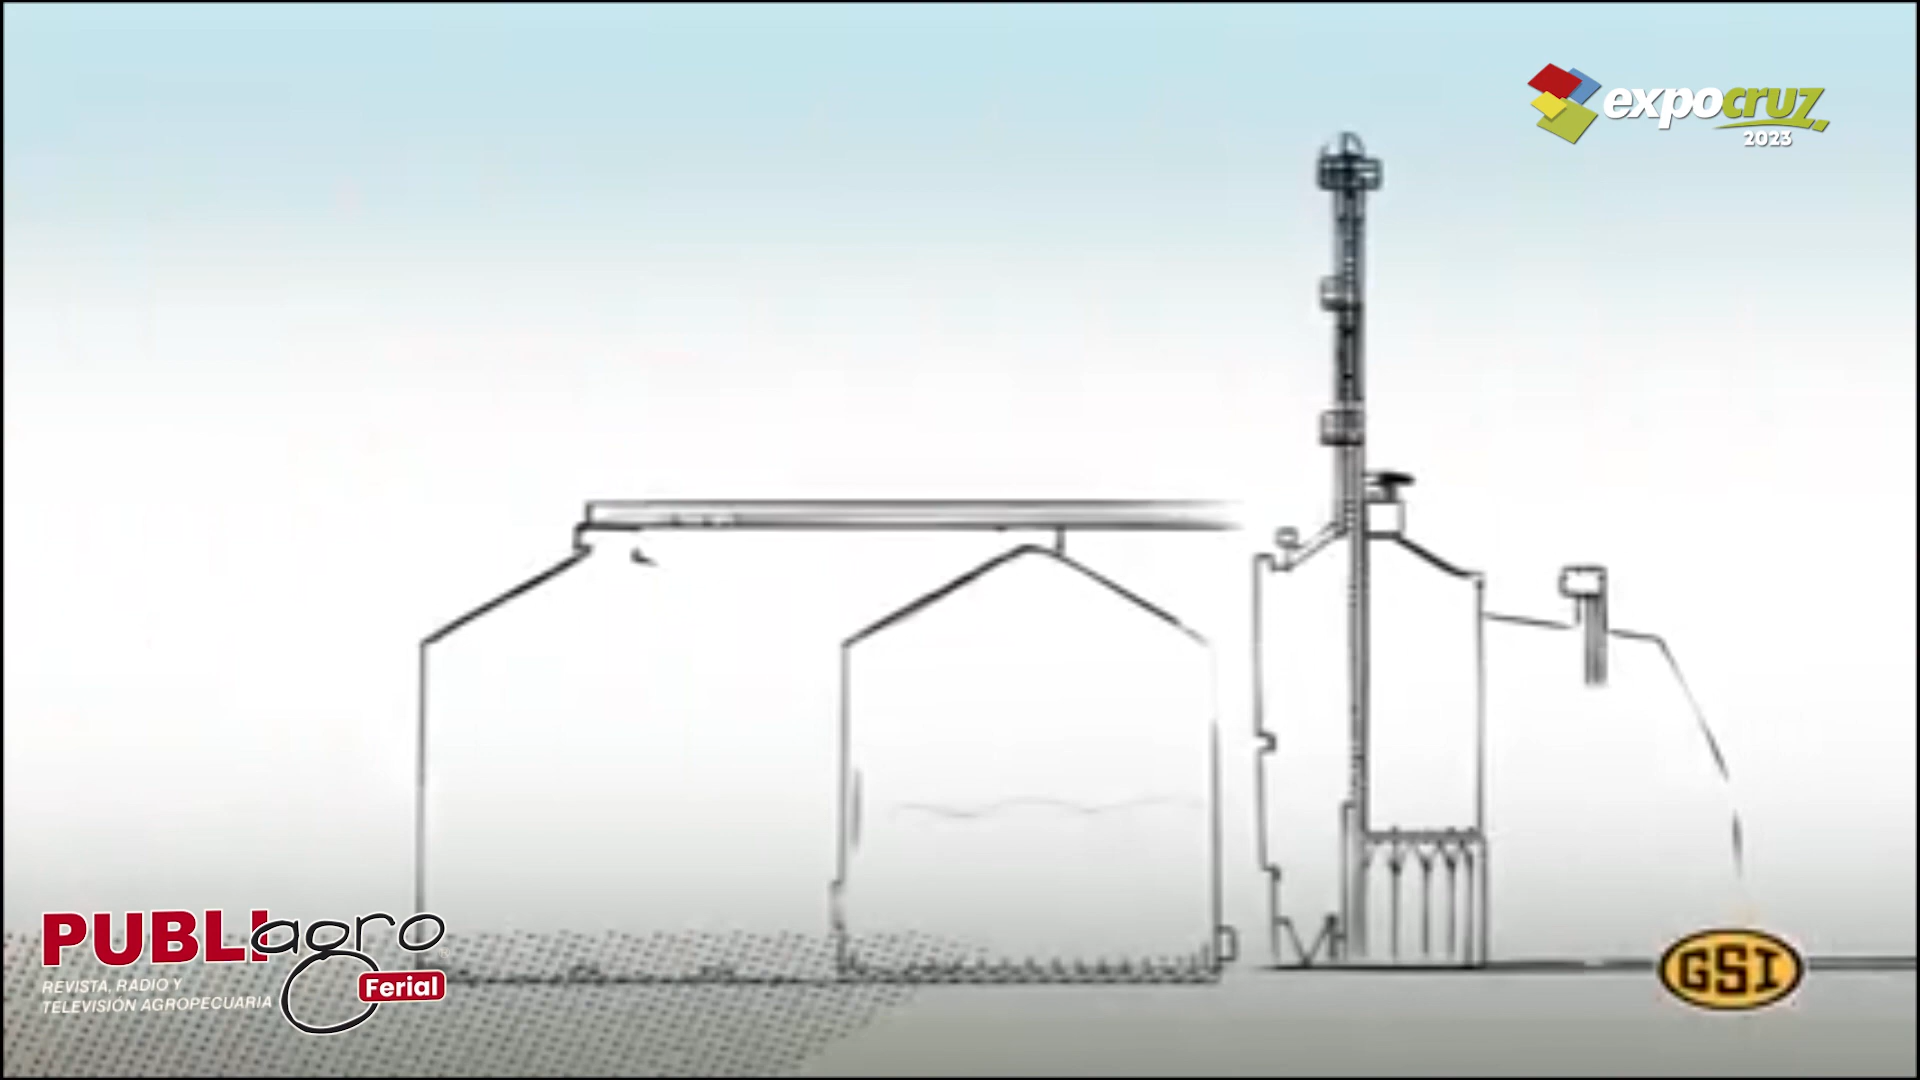 expocruz
2023
PUBLIagro
Ferial
REVISTA, RADIO Y
TELEVISIÓN AGROPECUARIA
GSI